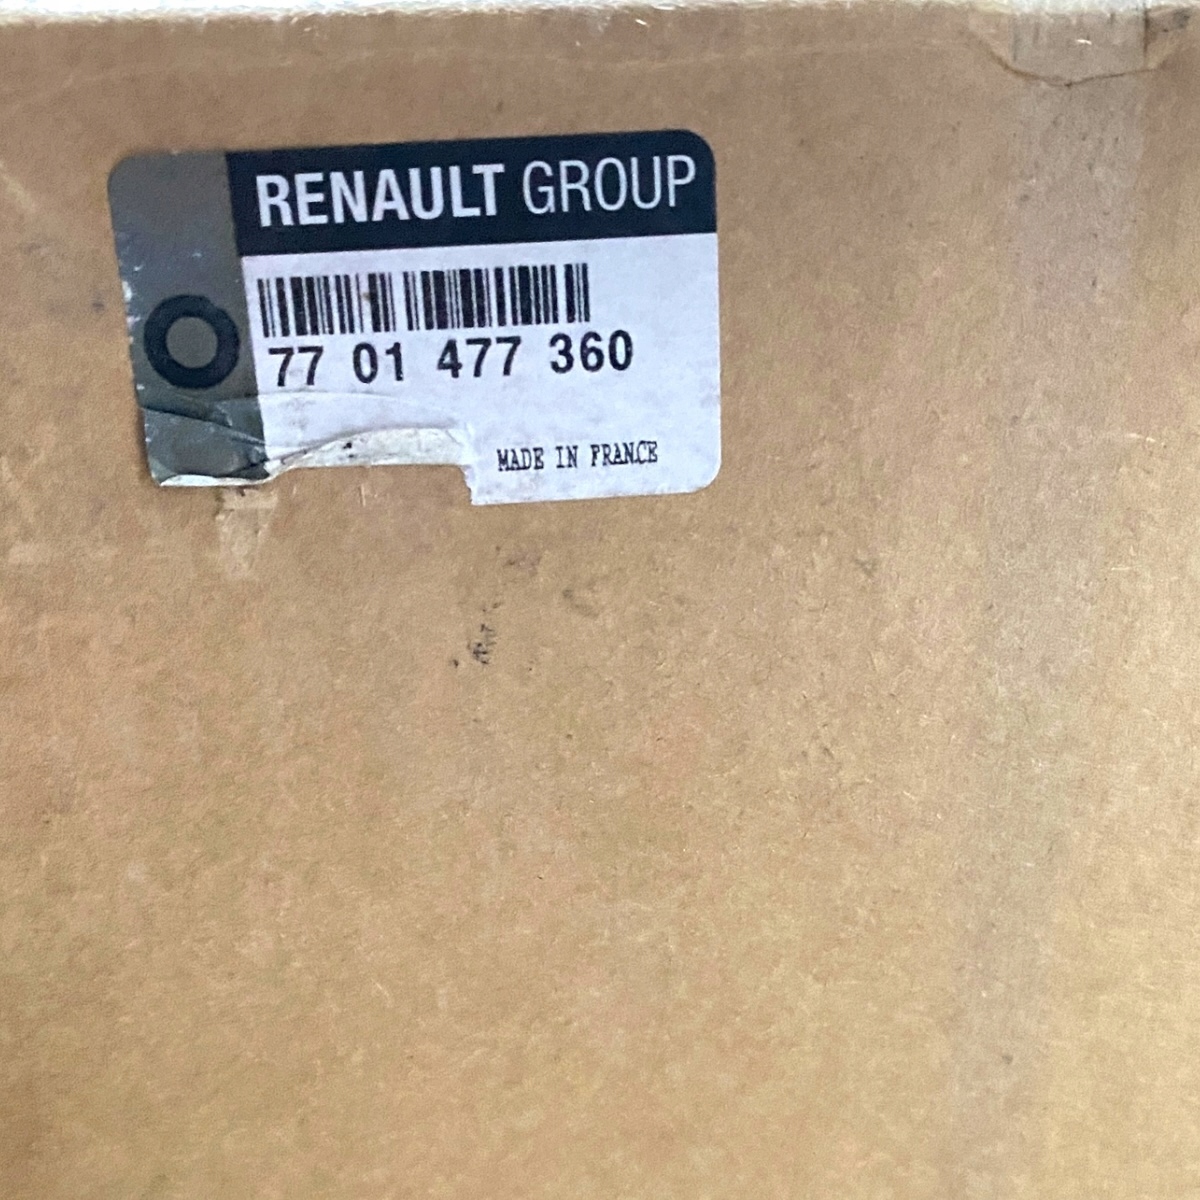 RENAULT GROUP
77 01 477 360
MADE IN FRANCE